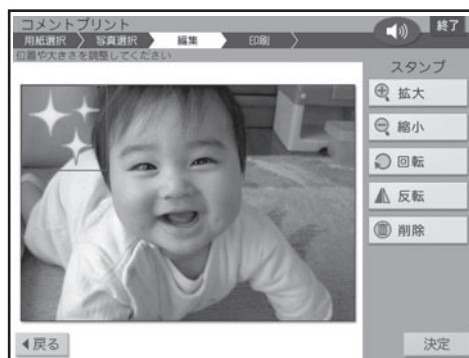 コメントプリント
終了
用紙選択
写真選択
編集
印刷
位置や大きさを調整してください
スタンプ
拡大
縮小
回転
反転
削除
戻る
決定